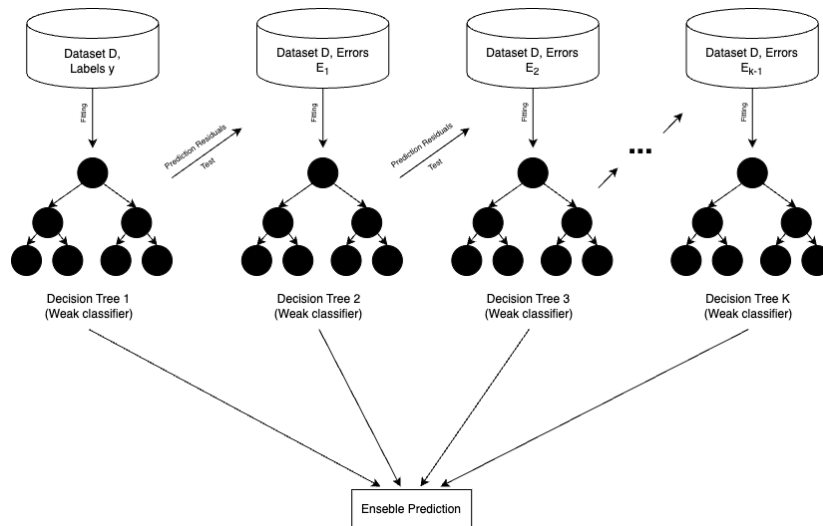 Dataset D,
Labels y
Dataset D, Errors
E1
Dataset D, Errors
E2
Dataset D, Errors
Ek-1
Fitting
Fitting
Fitting
Fitting
Prediction Residuals
Test
Prediction Residuals
Test
...
Decision Tree 1
(Weak classifier)
Decision Tree 2
(Weak classifier)
Decision Tree 3
(Weak classifier)
Decision Tree K
(Weak classifier)
Enseble Prediction